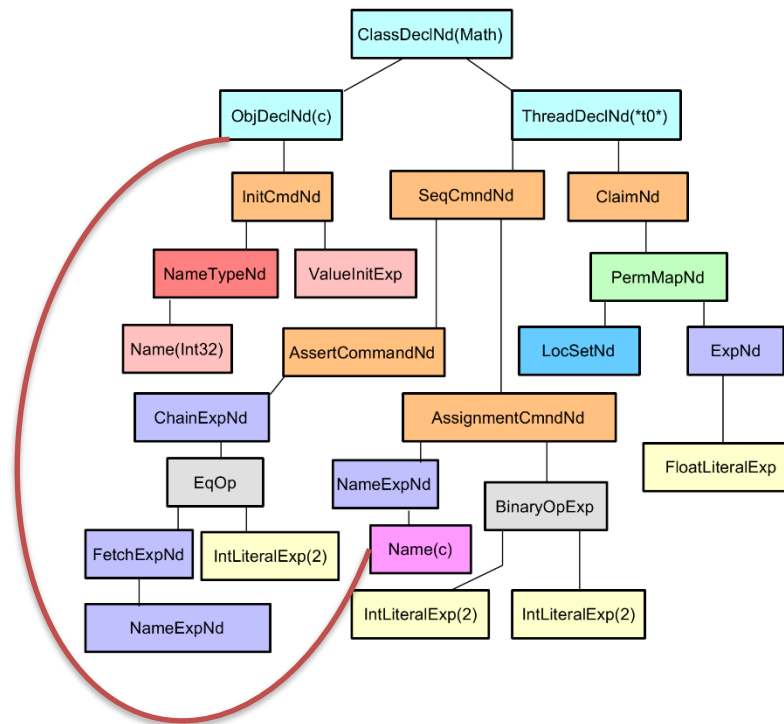 ClassDeclNd(Math)
ObjDeclNd(c)
ThreadDeclNd(*t0*)
InitCmdNd
SeqCmndNd
ClaimNd
NameTypeNd
ValueInitExp
PermMapNd
Name(Int32)
AssertCommandNd
LocSetNd
ExpNd
ChainExpNd
AssignmentCmndNd
FloatLiteralExp
EqOp
NameExpNd
BinaryOpExp
FetchExpNd
IntLiteralExp(2)
Name(c)
NameExpNd
IntLiteralExp(2)
IntLiteralExp(2)